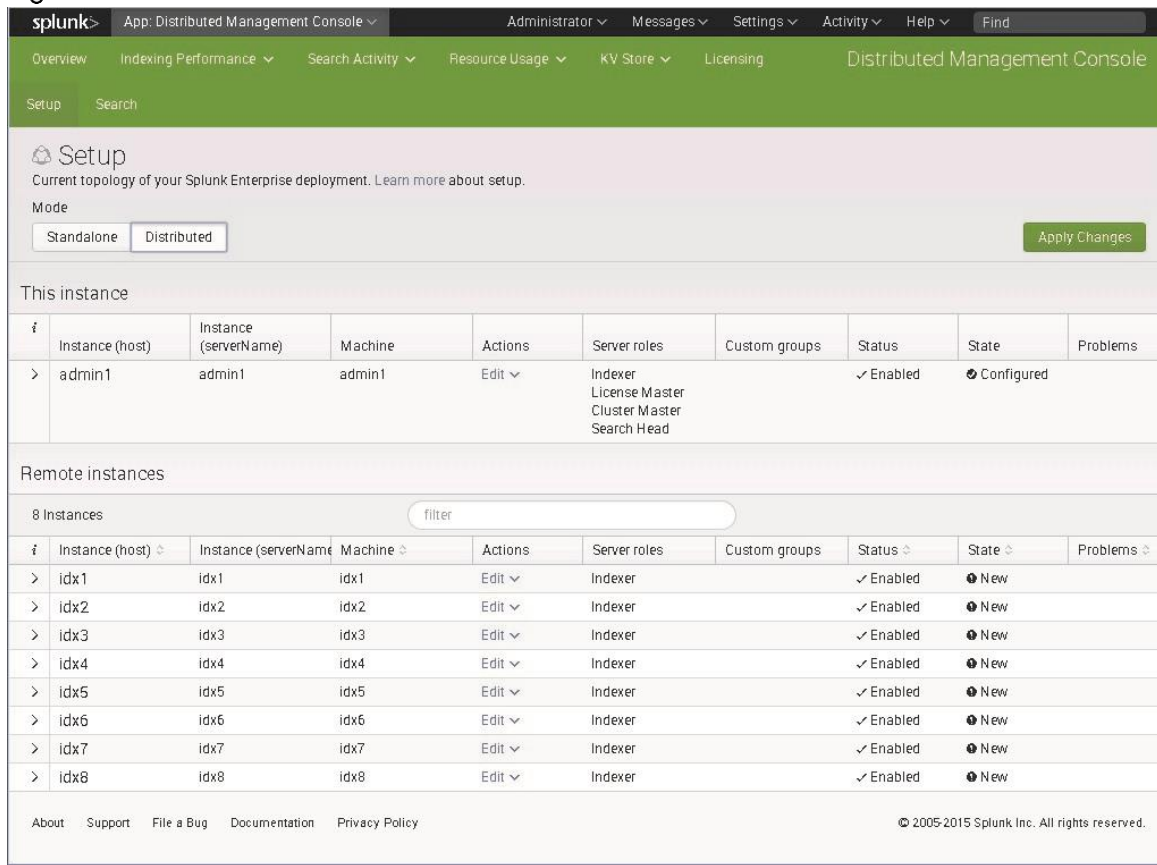 splunk> App: Distributed Management Console Administrator Messages Settings Activity Help Find
Overview Indexing Performance Search Activity Resource Usage KV Store Licensing Distributed Management Console
Setup Search
Setup
Current topology of your Splunk Enterprise deployment. Learn more about setup.
Mode
Standalone Distributed Apply Changes
This instance
i Instance (host) Instance (serverName) Machine Actions Server roles Custom groups Status State Problems
> admin1 admin1 admin1 Edit Indexer Enabled Configured
License Master
Cluster Master
Search Head
Remote instances
8 Instances filter
i Instance (host) Instance (serverName Machine Actions Server roles Custom groups Status State Problems
> idx1 idx1 idx1 Edit Indexer Enabled New
> idx2 idx2 idx2 Edit Indexer Enabled New
> idx3 idx3 idx3 Edit Indexer Enabled New
> idx4 idx4 idx4 Edit Indexer Enabled New
> idx5 idx5 idx5 Edit Indexer Enabled New
> idx6 idx6 idx6 Edit Indexer Enabled New
> idx7 idx7 idx7 Edit Indexer Enabled New
> idx8 idx8 idx8 Edit Indexer Enabled New
About Support File a Bug Documentation Privacy Policy © 2005-2015 Splunk Inc. All rights reserved.